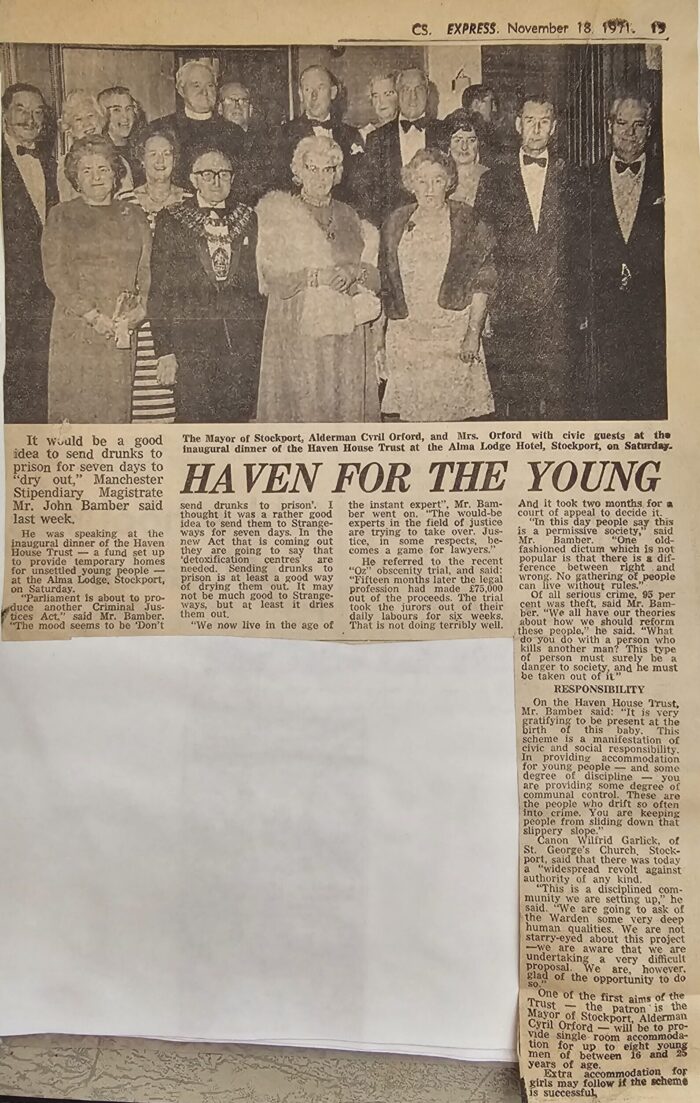 CS. EXPRESS. November 18, 1971. 19
The Mayor of Stockport, Alderman Cyril Orford, and Mrs. Orford with civic guests at the
inaugural dinner of the Haven House Trust at the Alma Lodge Hotel, Stockport, on Saturday.
HAVEN FOR THE YOUNG
It would be a good
idea to send drunks to
prison for seven days to
"dry out," Manchester
Stipendiary Magistrate
Mr. John Bamber said
last week.
He was speaking at the
inaugural dinner of the Haven
House Trust — a fund set up
to provide temporary homes
for unsettled young people —
at the Alma Lodge, Stockport,
on Saturday.
"Parliament is about to pro-
duce another Criminal Jus-
tices Act," said Mr. Bamber.
"The mood seems to be 'Don't
send drunks to prison'. I
thought it was a rather good
idea to send them to Strange-
ways for seven days. In the
new Act that is coming out
they are going to say that
'detoxification centres' are
needed. Sending drunks to
prison is at least a good way
of drying them out. It may
not be much good to Strange-
ways, but at least it dries
them out.
"We now live in the age of
the instant expert", Mr. Bam-
ber went on. "The would-be
experts in the field of justice
are trying to take over. Jus-
tice, in some respects, be-
comes a game for lawyers."
He referred to the recent
"Oz" obscenity trial, and said:
"Fifteen months later the legal
profession had made £75,000
out of the proceeds. The trial
took the jurors out of their
daily labours for six weeks.
That is not doing terribly well.
And it took two months for a
court of appeal to decide it.
"In this day people say this
is a permissive society," said
Mr. Bamber. "One old-
fashioned dictum which is not
popular is that there is a dif-
ference between right and
wrong. No gathering of people
can live without rules."
Of all serious crime, 95 per
cent was theft, said Mr. Bam-
ber. "We all have our theories
about how we should reform
these people," he said. "What
do you do with a person who
kills another man? This type
of person must surely be a
danger to society, and he must
be taken out of it"
RESPONSIBILITY
On the Haven House Trust,
Mr. Bamber said: "It is very
gratifying to be present at the
birth of this baby. This
scheme is a manifestation of
civic and social responsibility.
In providing accommodation
for young people — and some
degree of discipline — you
are providing some degree of
communal control. These are
the people who drift so often
into crime. You are keeping
people from sliding down that
slippery slope."
Canon Wilfrid Garlick, of
St. George's Church, Stock-
port, said that there was today
a "widespread revolt against
authority of any kind.
"This is a disciplined com-
munity we are setting up," he
said. "We are going to ask of
the Warden some very deep
human qualities. We are not
starry-eyed about this project
—we are aware that we are
undertaking a very difficult
proposal. We are, however,
glad of the opportunity to do
so."
One of the first aims of the
Trust — the patron is the
Mayor of Stockport, Alderman
Cyril Orford — will be to pro-
vide single room accommoda-
tion for up to eight young
men of between 16 and 25
years of age.
Extra accommodation for
girls may follow if the scheme
is successful.